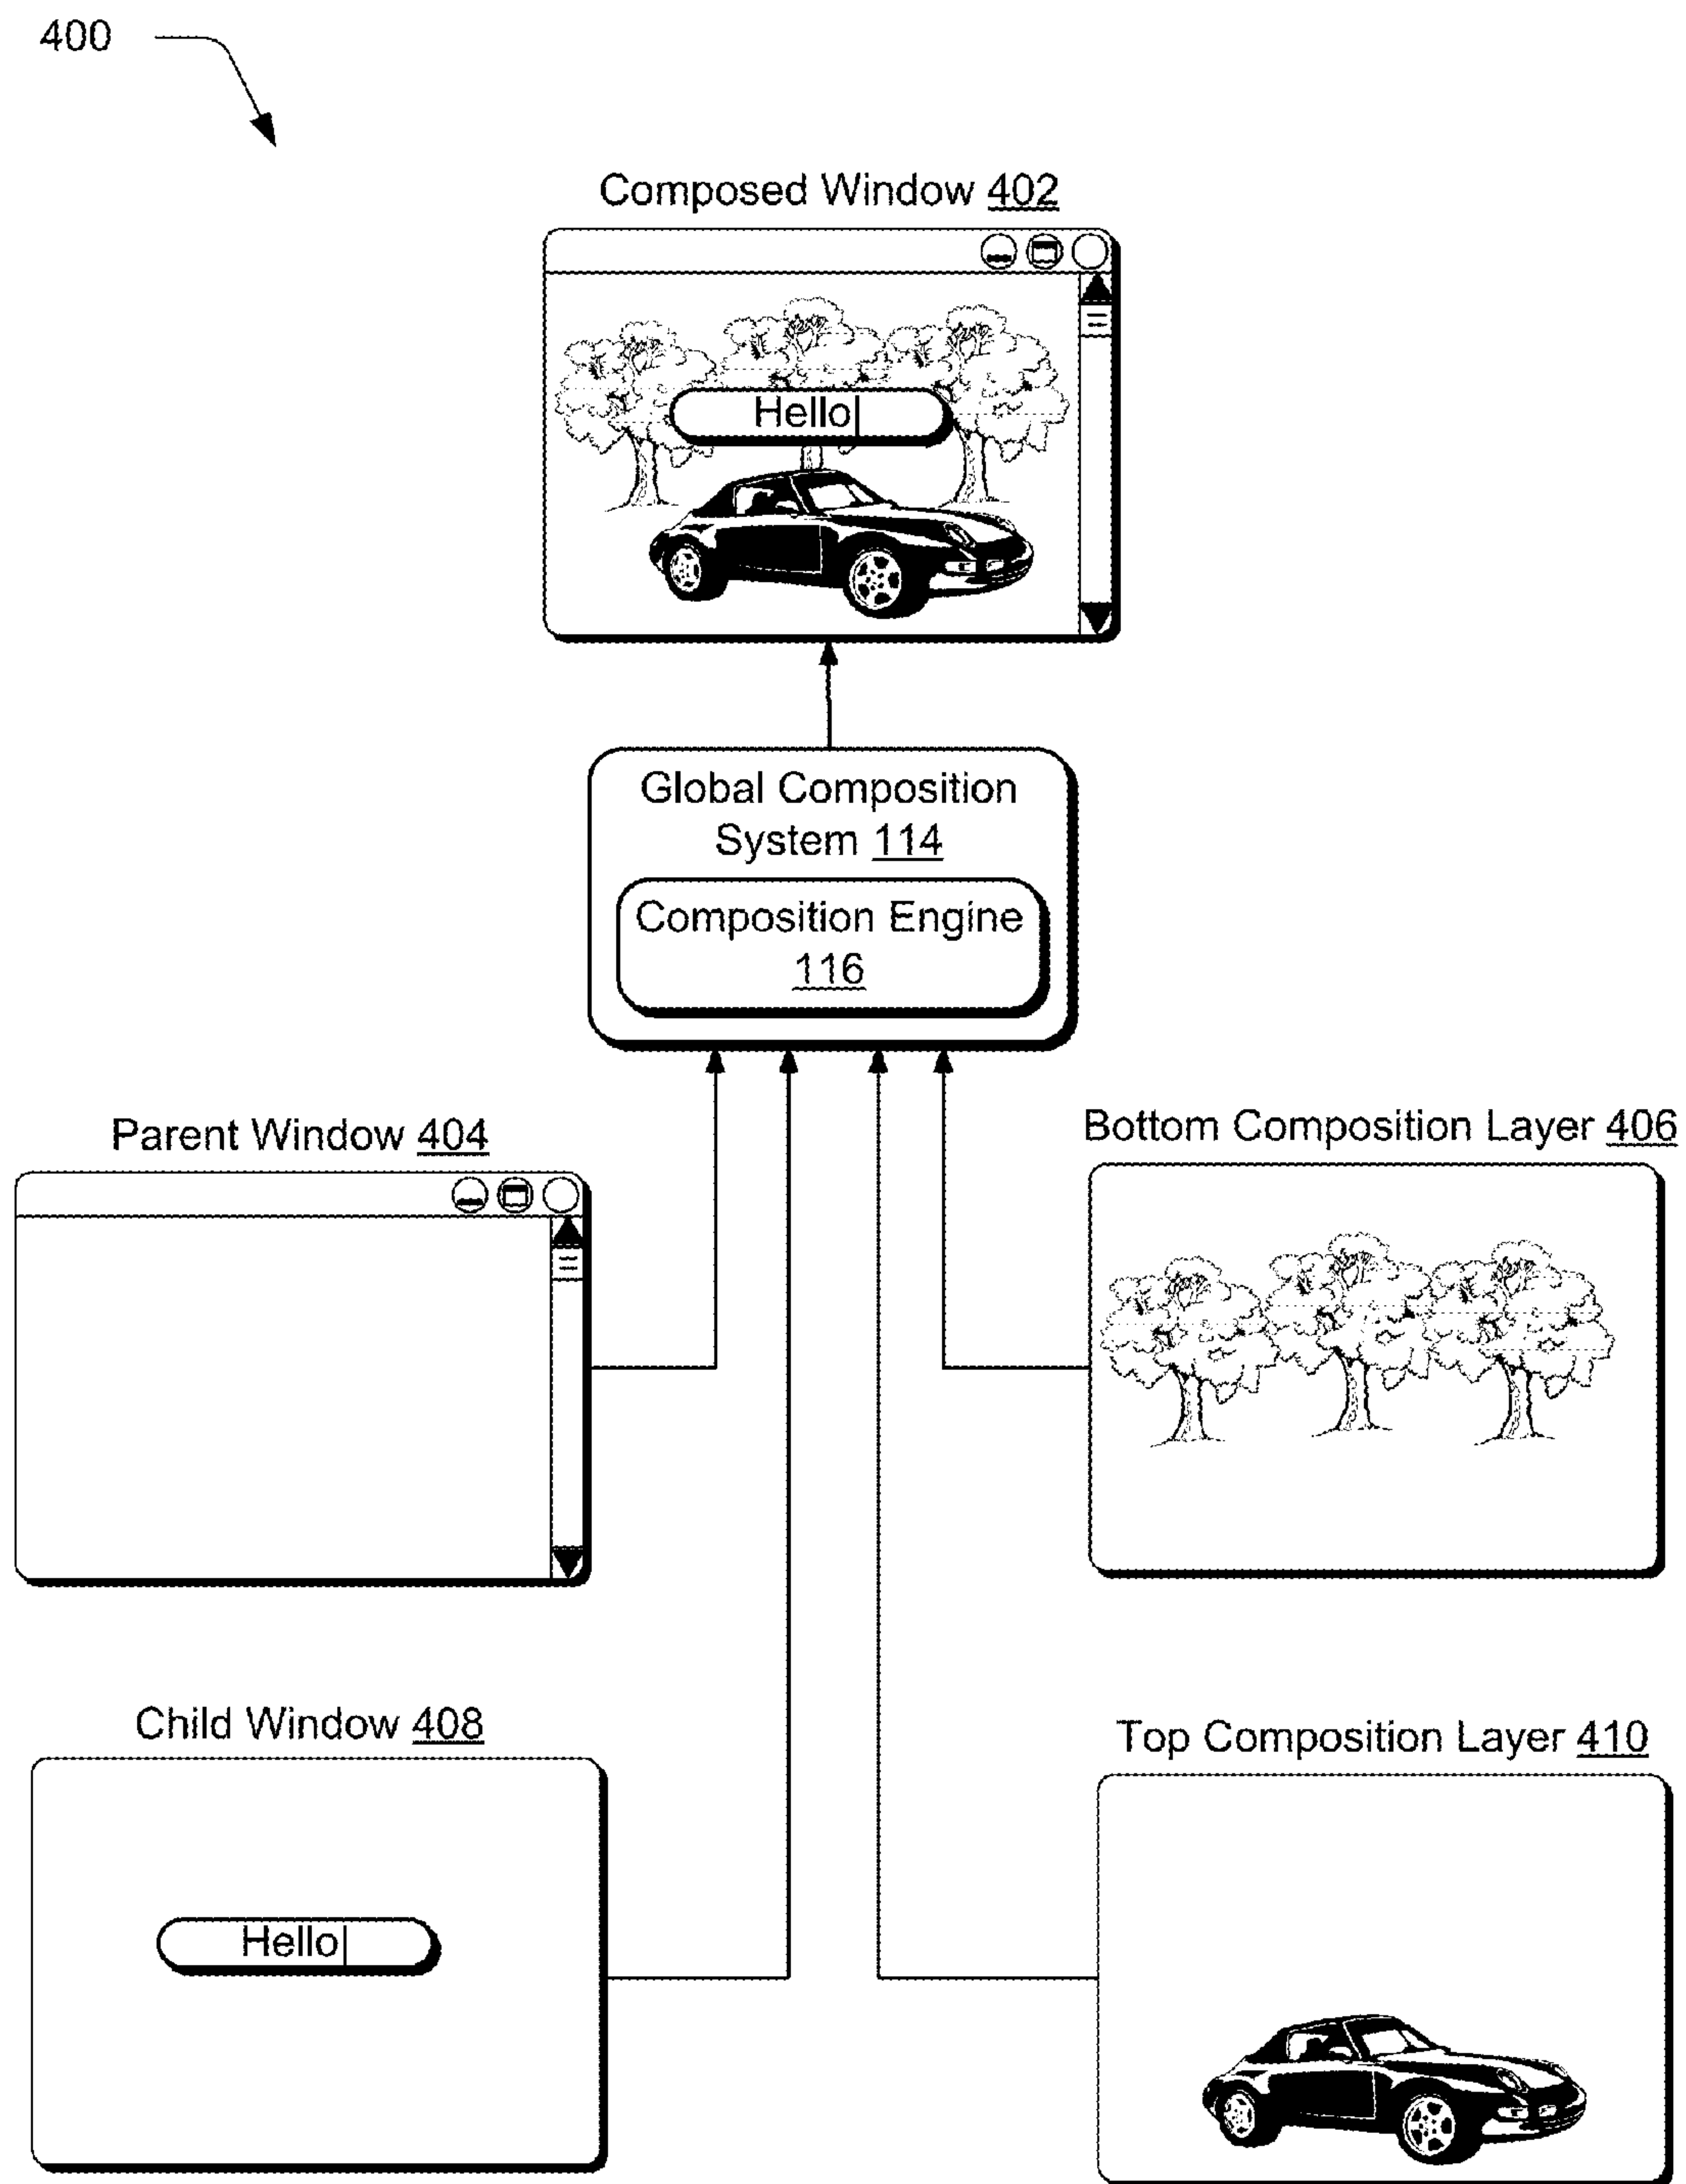 400
Composed Window 402
Hello
Global Composition
System 114
Composition Engine
116
Parent Window 404
Bottom Composition Layer 406
Child Window 408
Hello
Top Composition Layer 410